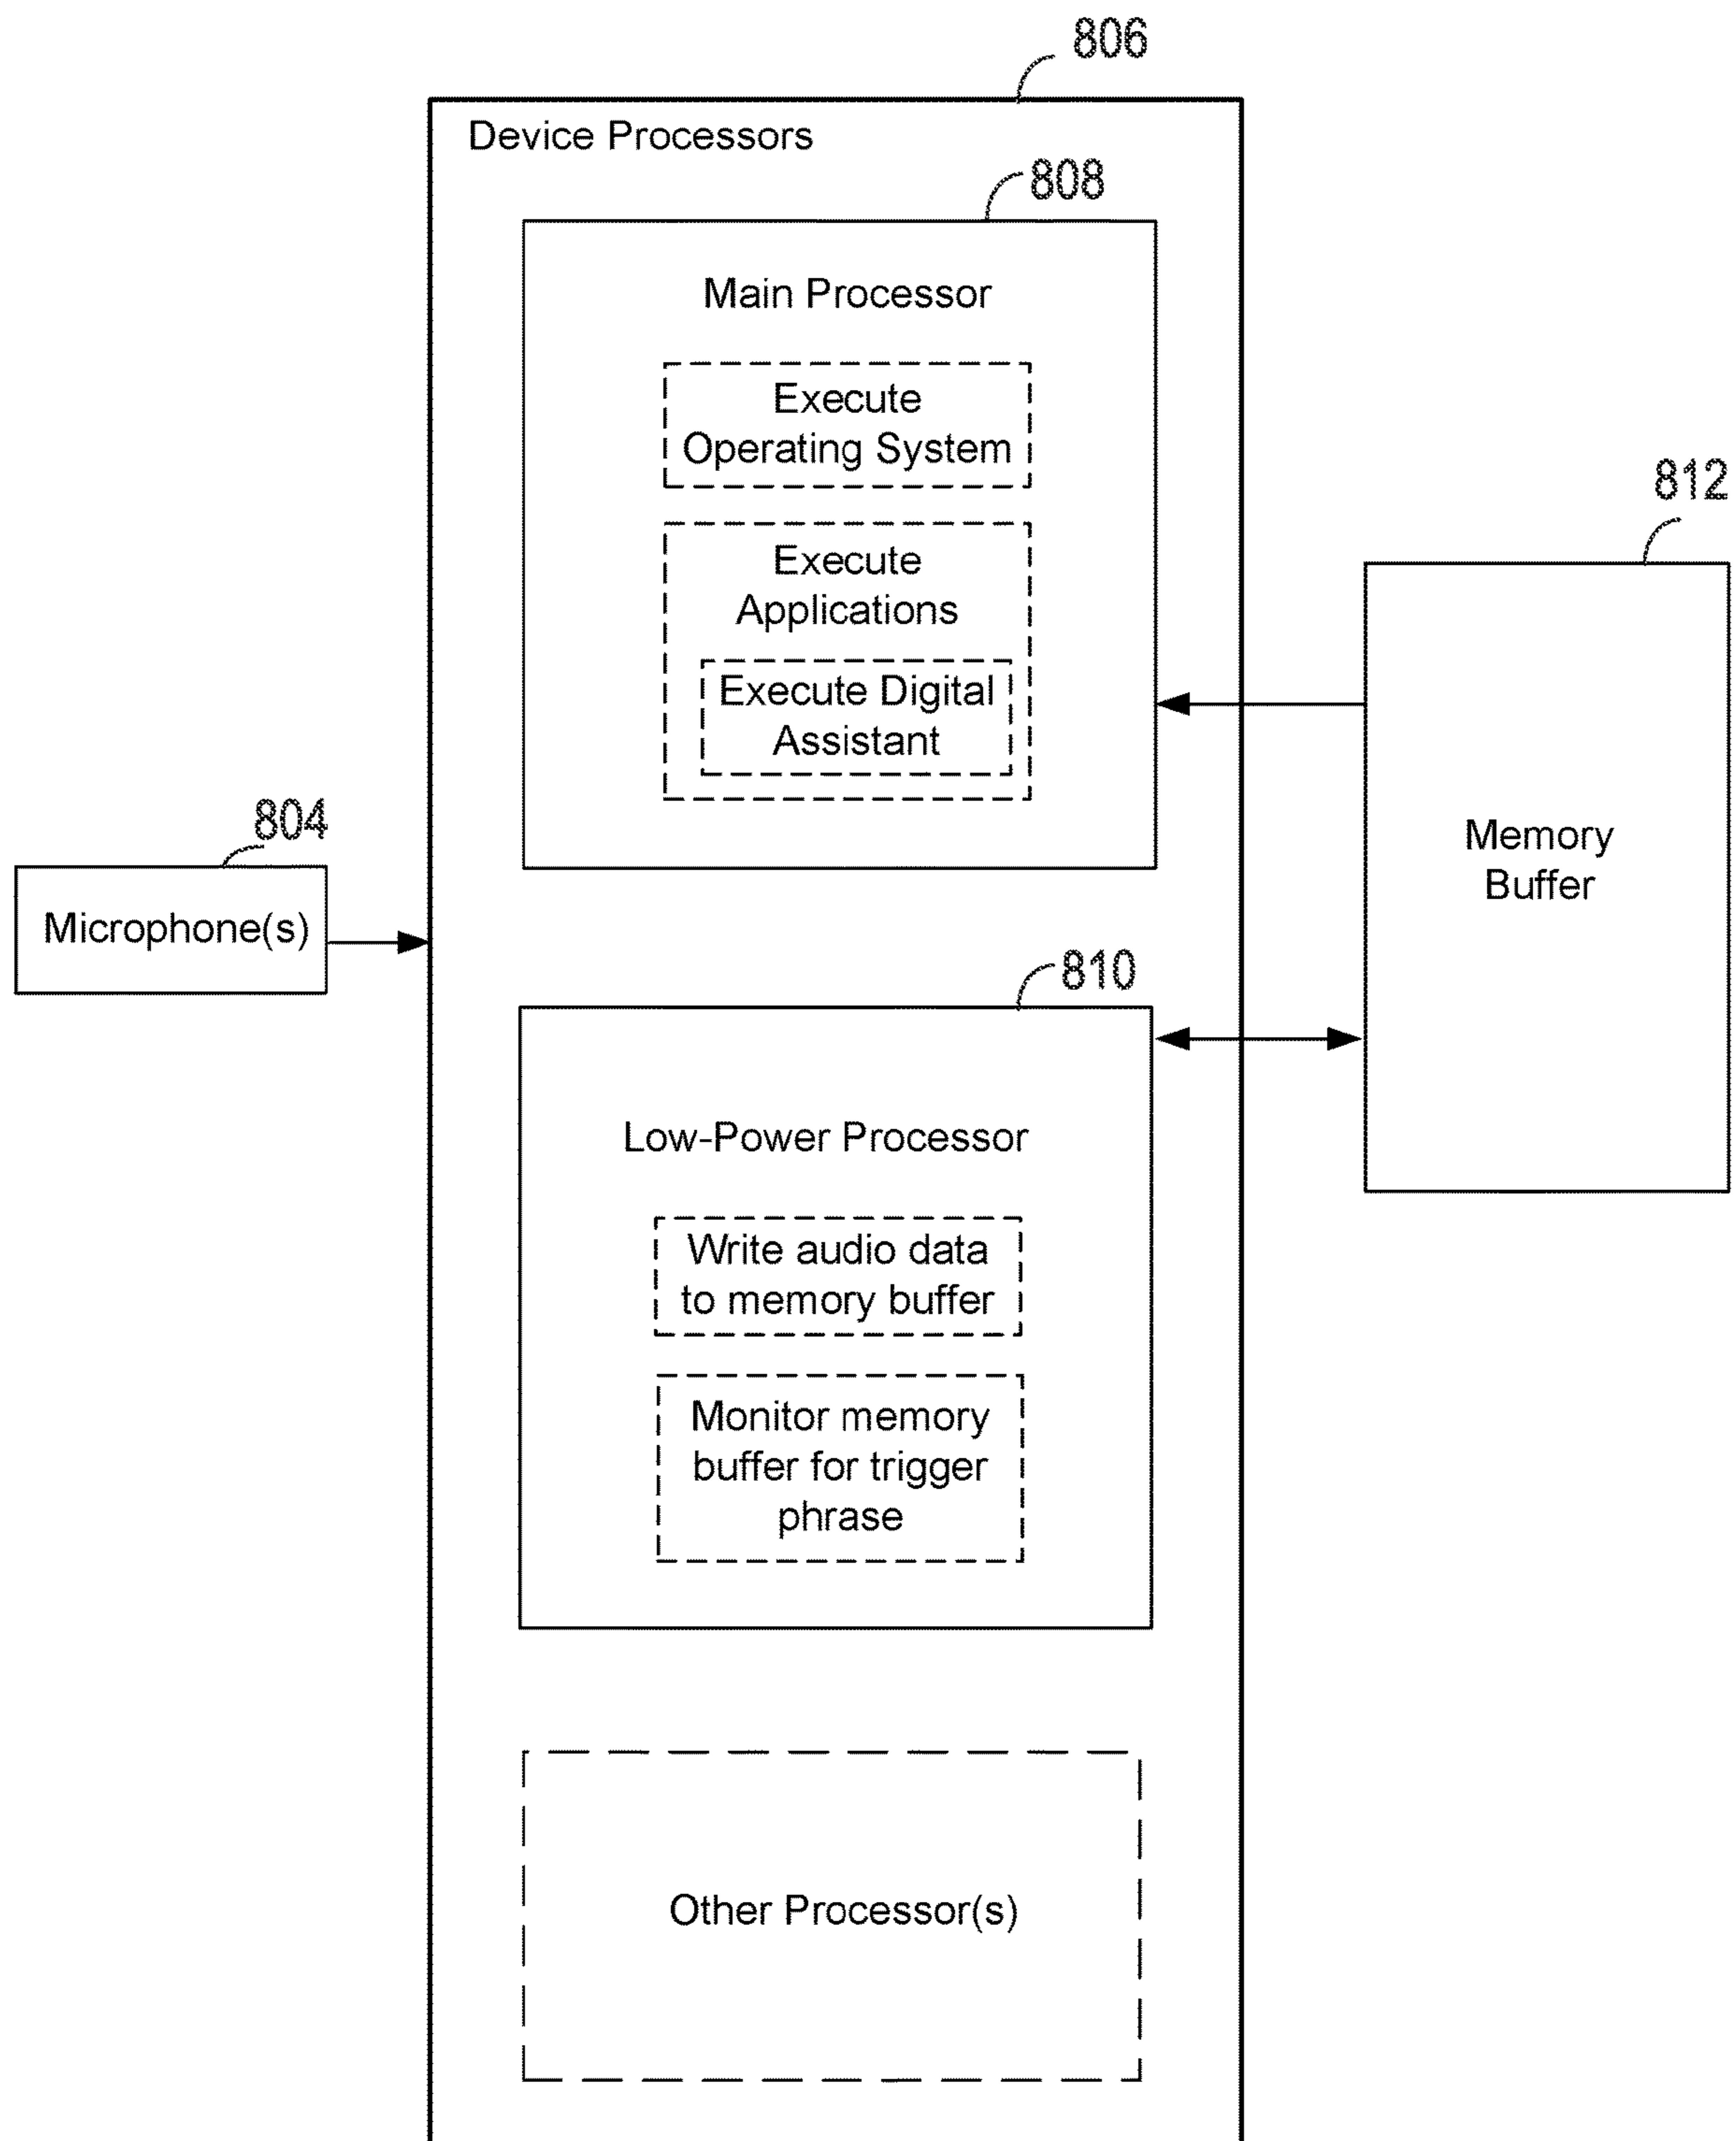 806
Device Processors
808
Main Processor
Execute
Operating System
812
Execute
Applications
Execute Digital
Assistant
804
Memory
Buffer
Microphone(s)
810
Low-Power Processor
Write audio data
to memory buffer
Monitor memory
buffer for trigger
phrase
Other Processor(s)